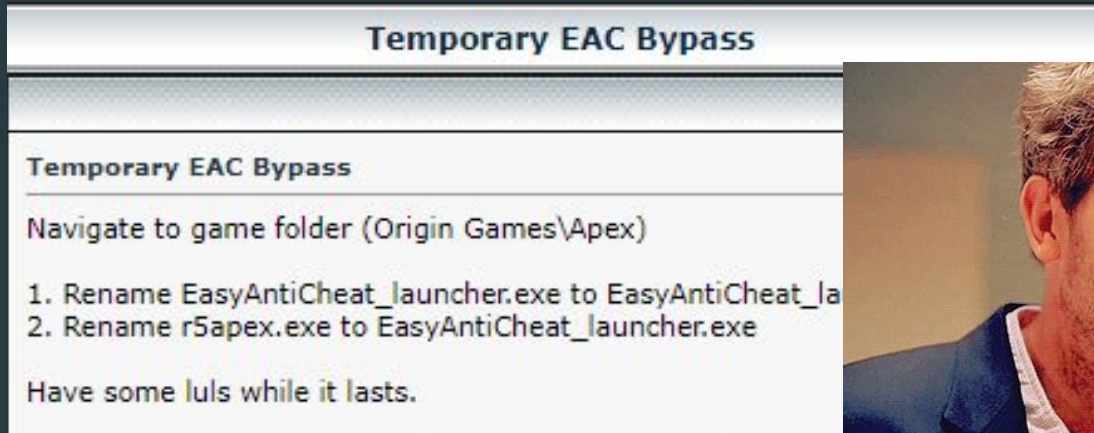 Temporary EAC Bypass
Temporary EAC Bypass
Navigate to game folder (Origin Games\Apex)
1. Rename EasyAntiCheat_launcher.exe to
2. Rename r5apex.exe to EasyAntiCheat_launcher.exe
Have some luls while it lasts.